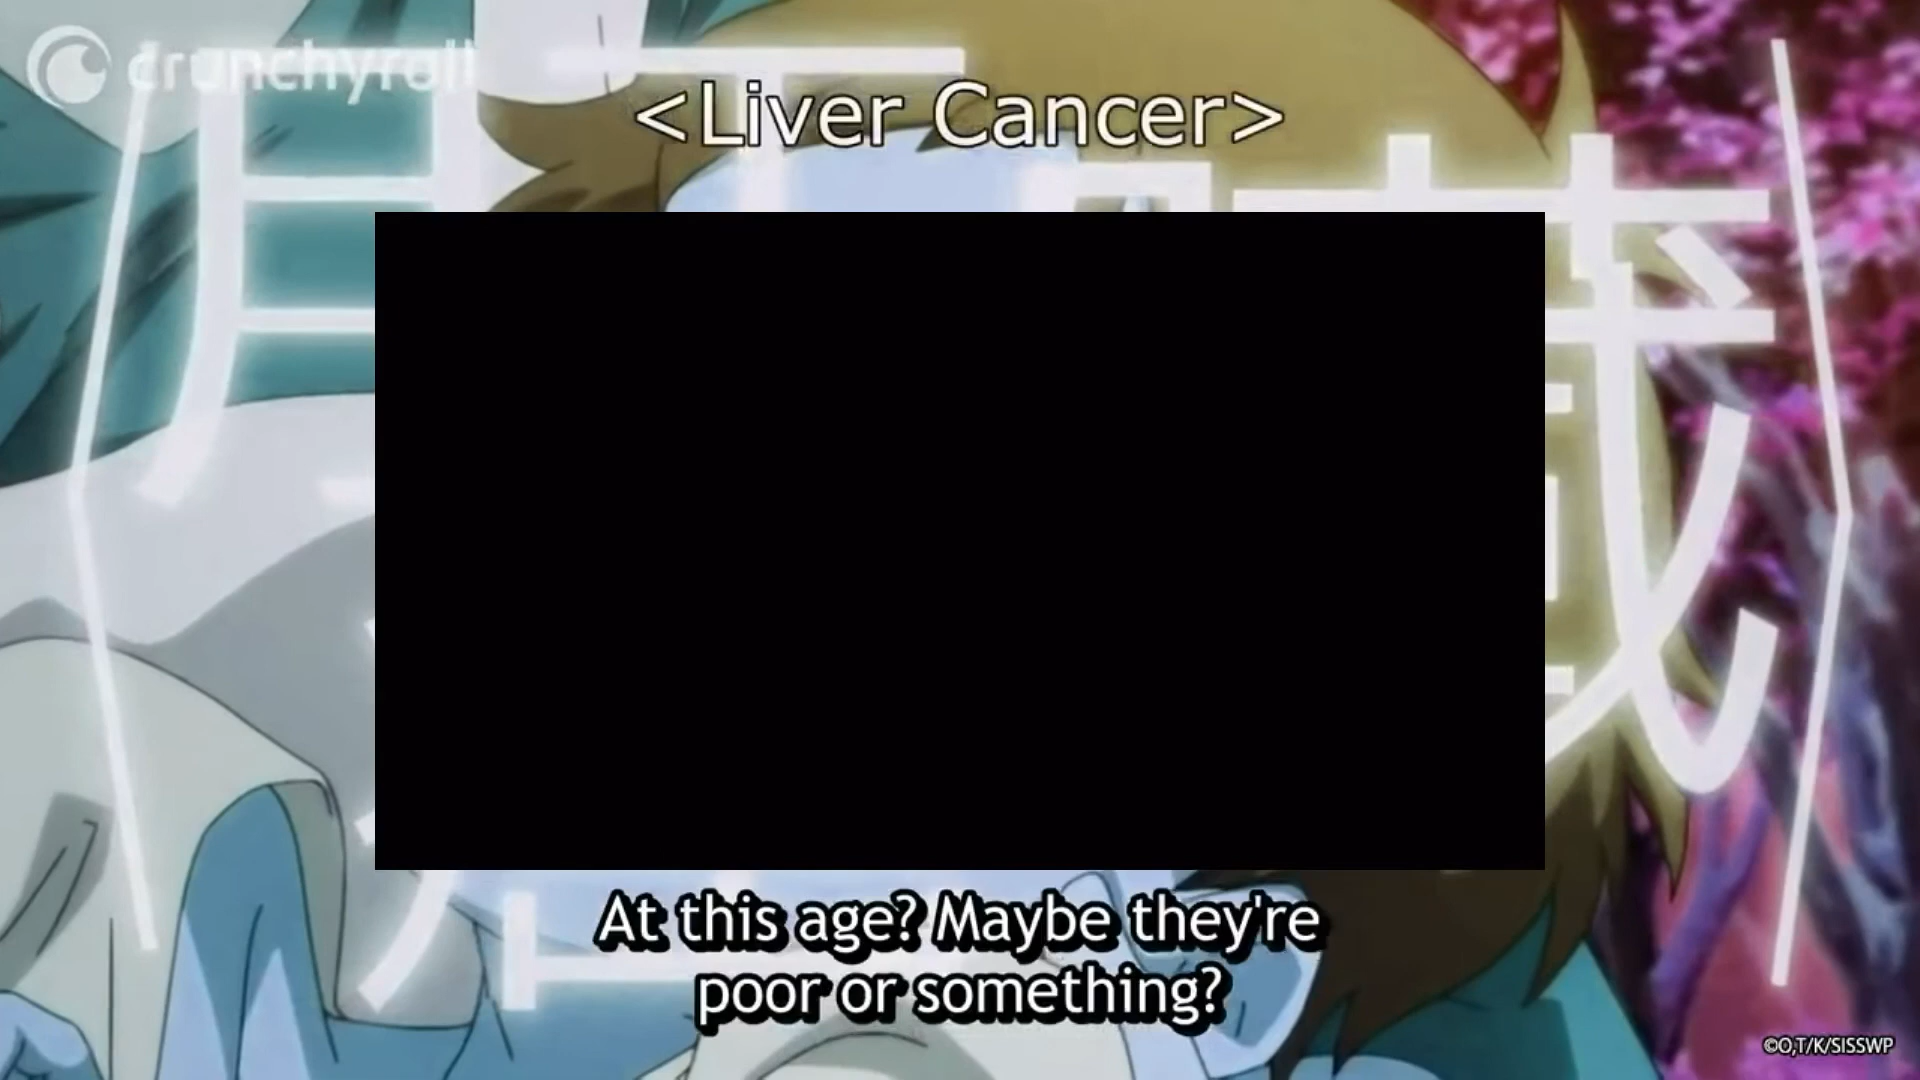 crunchyroll
<Liver Cancer>
At this age? Maybe they're
poor or something?
©O,T/K/SISSWP